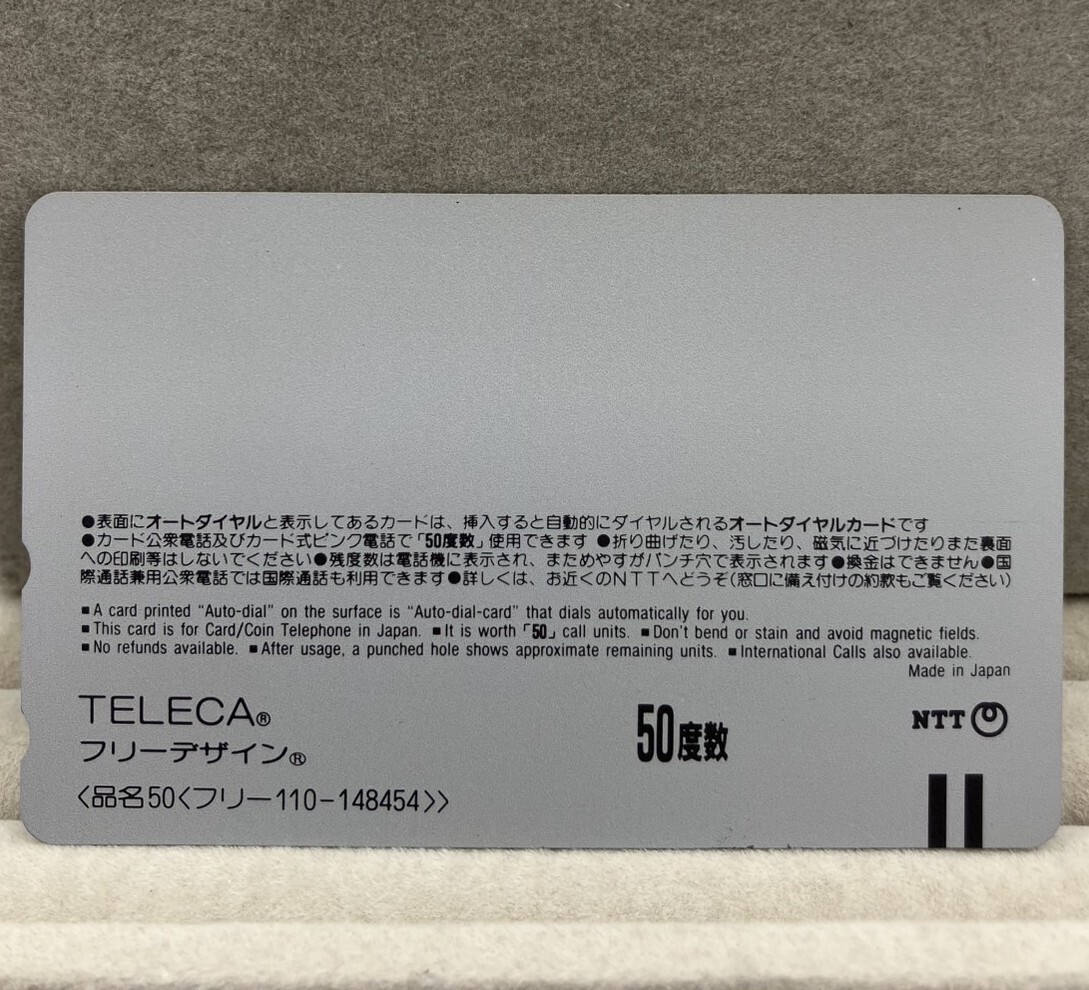 ●表面にオートダイヤルと表示してあるカードは、挿入すると自動的にダイヤルされるオートダイヤルカードです
●カード公衆電話及びカード式ピンク電話で「50度数」使用できます ●折り曲げたり、汚したり、磁気に近づけたりまた裏面
への印刷等はしないでください●残度数は電話機に表示され、まためやすがパンチ穴で表示されます●換金はできません●国
際通話兼用公衆電話では国際通話も利用できます●詳しくは、お近くのNTTへどうぞ(窓口に備え付けの約款もご覧ください)
■A card printed “Auto-dial” on the surface is “Auto-dial-card” that dials automatically for you.
■This card is for Card/Coin Telephone in Japan. ■It is worth「50」call units. ■Don't bend or stain and avoid magnetic fields.
■No refunds available. ■After usage, a punched hole shows approximate remaining units. ■International Calls also available.
Made in Japan
TELECA®
フリーデザイン®
50度数
NTT
〈品名50〈フリー110-148454〉〉